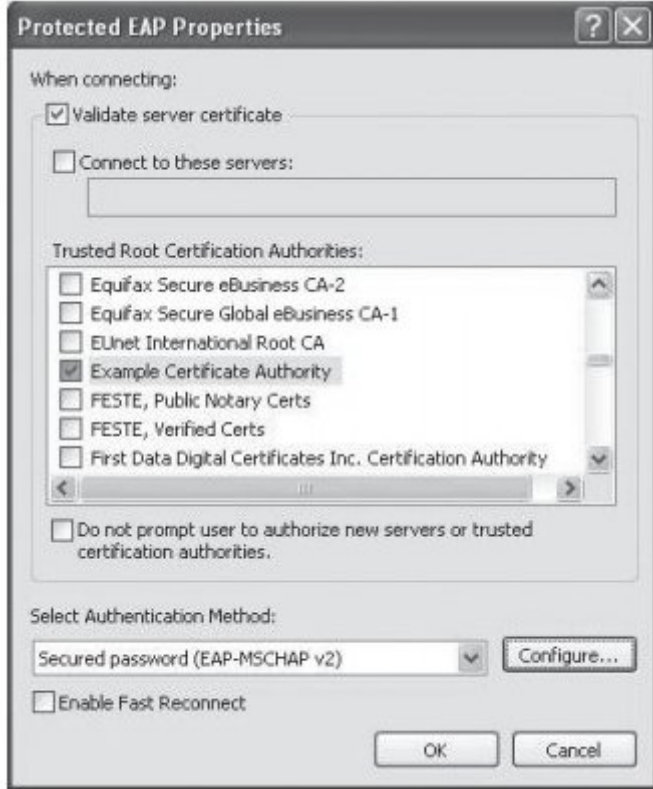 Protected EAP Properties
When connecting:
Validate server certificate
Connect to these servers:
Trusted Root Certification Authorities:
Equifax Secure eBusiness CA-2
Equifax Secure Global eBusiness CA-1
EUnet International Root CA
Example Certificate Authority
FESTE, Public Notary Certs
FESTE, Verified Certs
First Data Digital Certificates Inc. Certification Authority
Do not prompt user to authorize new servers or trusted
certification authorities.
Select Authentication Method:
Secured password (EAP-MSCHAP v2)
Configure...
Enable Fast Reconnect
OK
Cancel